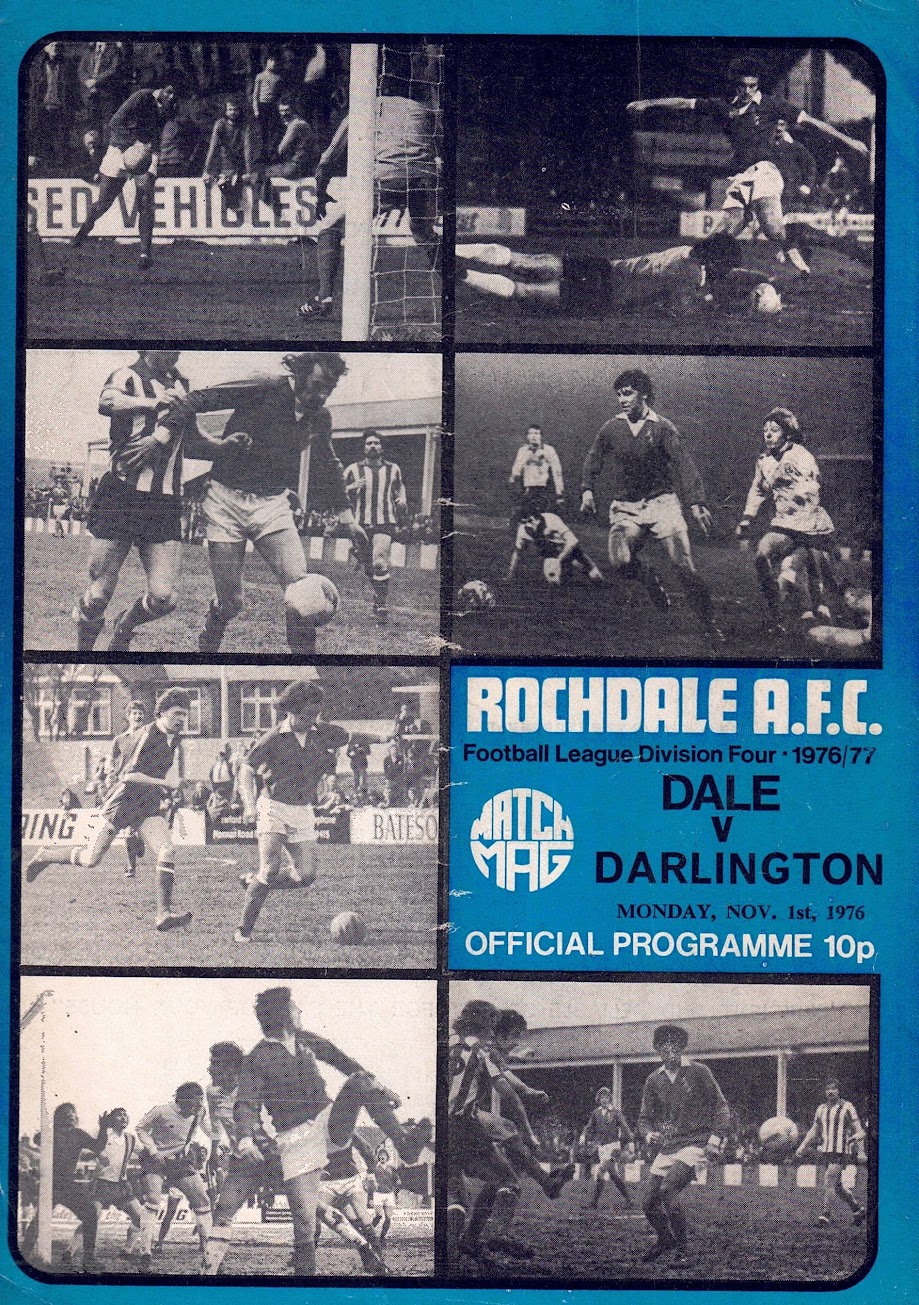 SED VEHICLES
ROCHDALE A.F.C.
Football League Division Four · 1976/77
DALE
V
DARLINGTON
MATCH
MAG
MONDAY, NOV. 1st, 1976
OFFICIAL PROGRAMME 10p
ING
BATESO